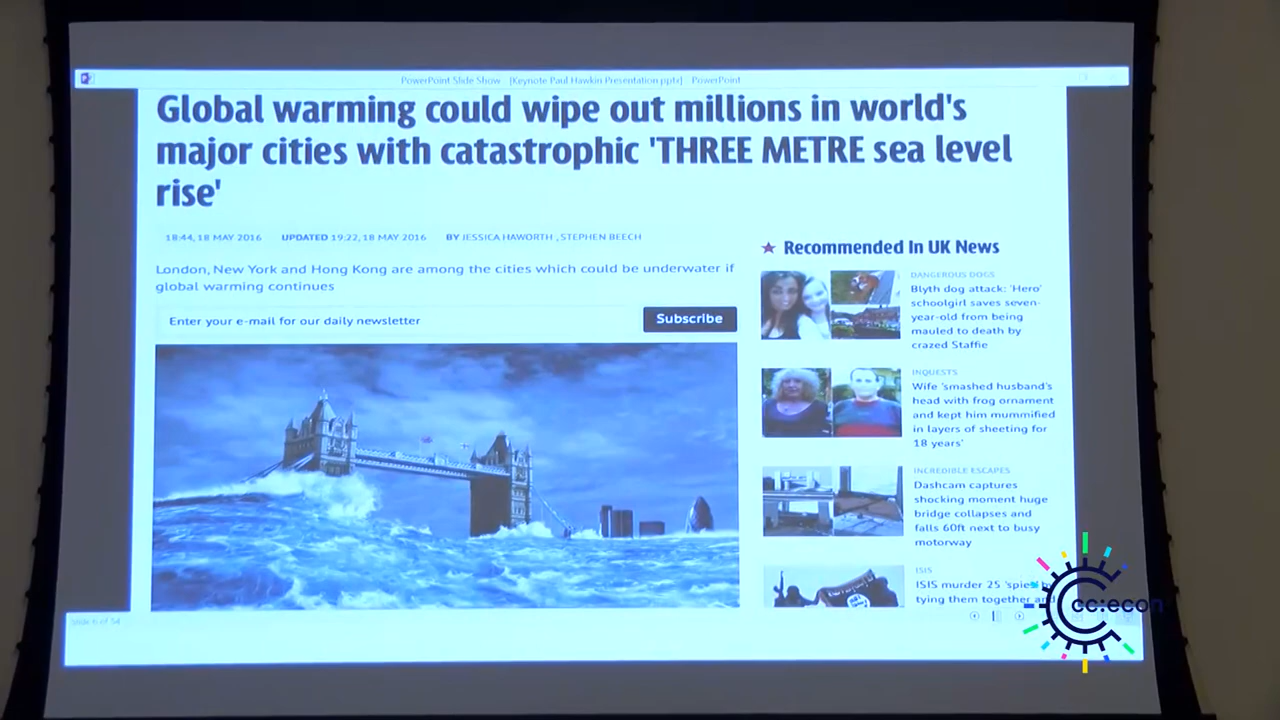 PowerPoint Slide Show - [Keynote Paul Hawkin Presentation.pptx] - PowerPoint
Global warming could wipe out millions in world's
major cities with catastrophic 'THREE METRE sea level
rise'
18:44, 18 MAY 2016 UPDATED 19:22, 18 MAY 2016 BY JESSICA HAWORTH , STEPHEN BEECH
London, New York and Hong Kong are among the cities which could be underwater if
global warming continues
Enter your e-mail for our daily newsletter
Subscribe
Recommended In UK News
DANGEROUS DOGS
Blyth dog attack: 'Hero'
schoolgirl saves seven-
year-old from being
mauled to death by
crazed Staffie
INQUESTS
Wife 'smashed husband's
head with frog ornament
and kept him mummified
in layers of sheeting for
18 years'
INCREDIBLE ESCAPES
Dashcam captures
shocking moment huge
bridge collapses and
falls 60ft next to busy
motorway
ISIS
ISIS murder 25 'spies by
tying them together and
Slide 6 of 54
cc:econ